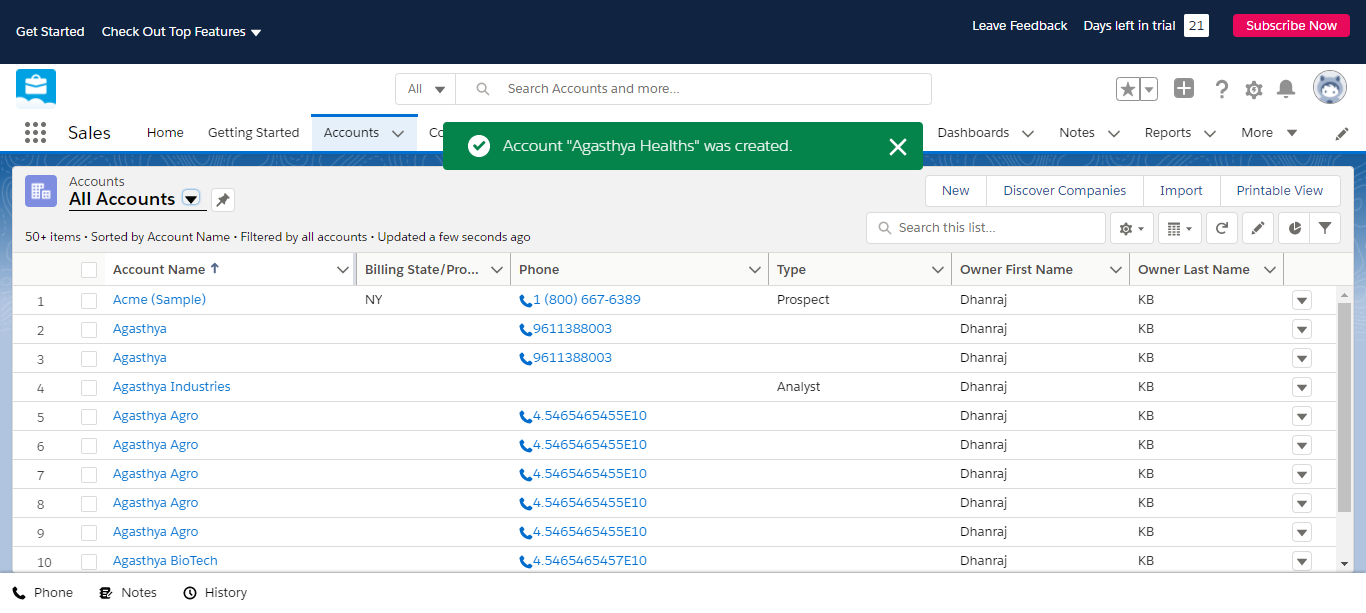 Get Started Check Out Top Features Leave Feedback Days left in trial 21 Subscribe Now
All Search Accounts and more...
Sales Home Getting Started Accounts Dashboards Notes Reports More
Account "Agasthya Healths" was created.
Accounts
All Accounts
New Discover Companies Import Printable View
50+ items • Sorted by Account Name • Filtered by all accounts • Updated a few seconds ago
Search this list...
Account Name Billing State/Pro... Phone Type Owner First Name Owner Last Name
1 Acme (Sample) NY 1 (800) 667-6389 Prospect Dhanraj KB
2 Agasthya 9611388003 Dhanraj KB
3 Agasthya 9611388003 Dhanraj KB
4 Agasthya Industries Analyst Dhanraj KB
5 Agasthya Agro 4.5465465455E10 Dhanraj KB
6 Agasthya Agro 4.5465465455E10 Dhanraj KB
7 Agasthya Agro 4.5465465455E10 Dhanraj KB
8 Agasthya Agro 4.5465465455E10 Dhanraj KB
9 Agasthya Agro 4.5465465455E10 Dhanraj KB
10 Agasthya BioTech 4.5465465457E10 Dhanraj KB
Phone Notes History